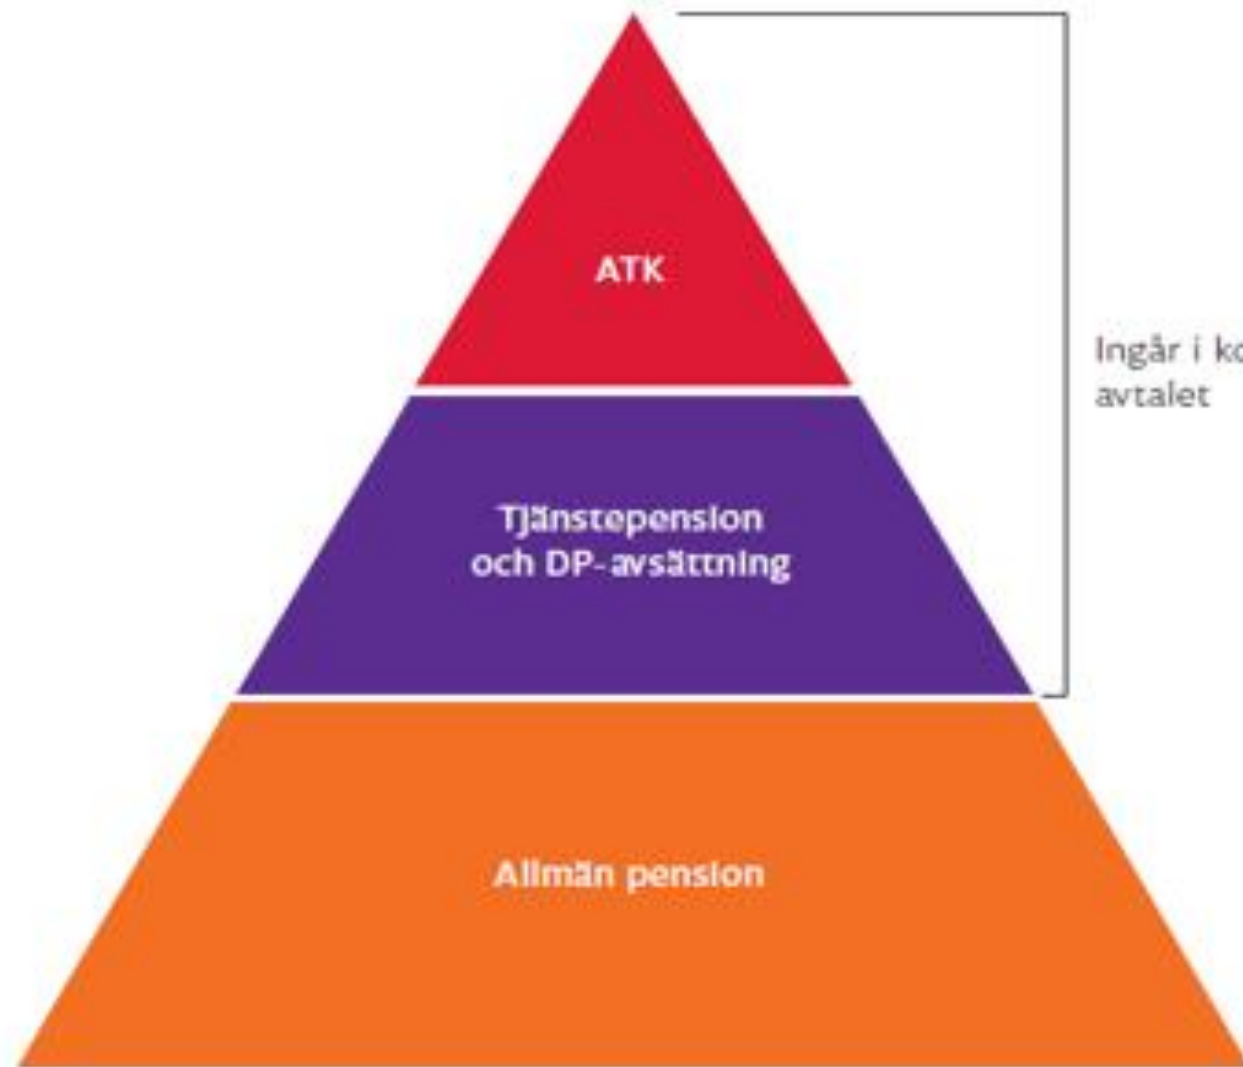 ATK
Ingår i
avtalet
Tjänstepension
och DP-avsättning
Allmän pension